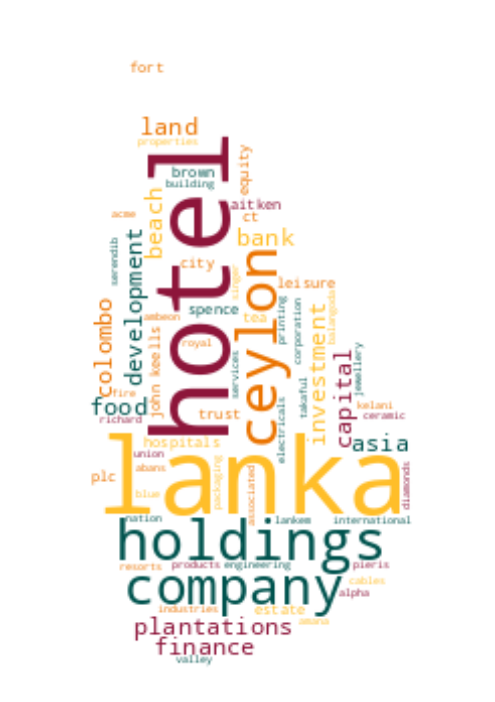 fort
land
properties
hotel
brown
building
equity
beach
aitken
acme
ct
bank
development
serendib
city
ceylon
singer
leisure
colombo
spence
tea
printing
corporation
investment
balangoda
ambeon
john keells
royal
services
capital
jewellery
fire
food
richard
trust
takaful
kelani
ceramic
electricals
hospitals
asia
lanka
union
abans
plc
blue
packaging
associated
diamonds
nation
lankem
international
holdings
resorts
products
engineering
pieris
company
cables
alpha
industries
estate
amana
plantations
finance
valley